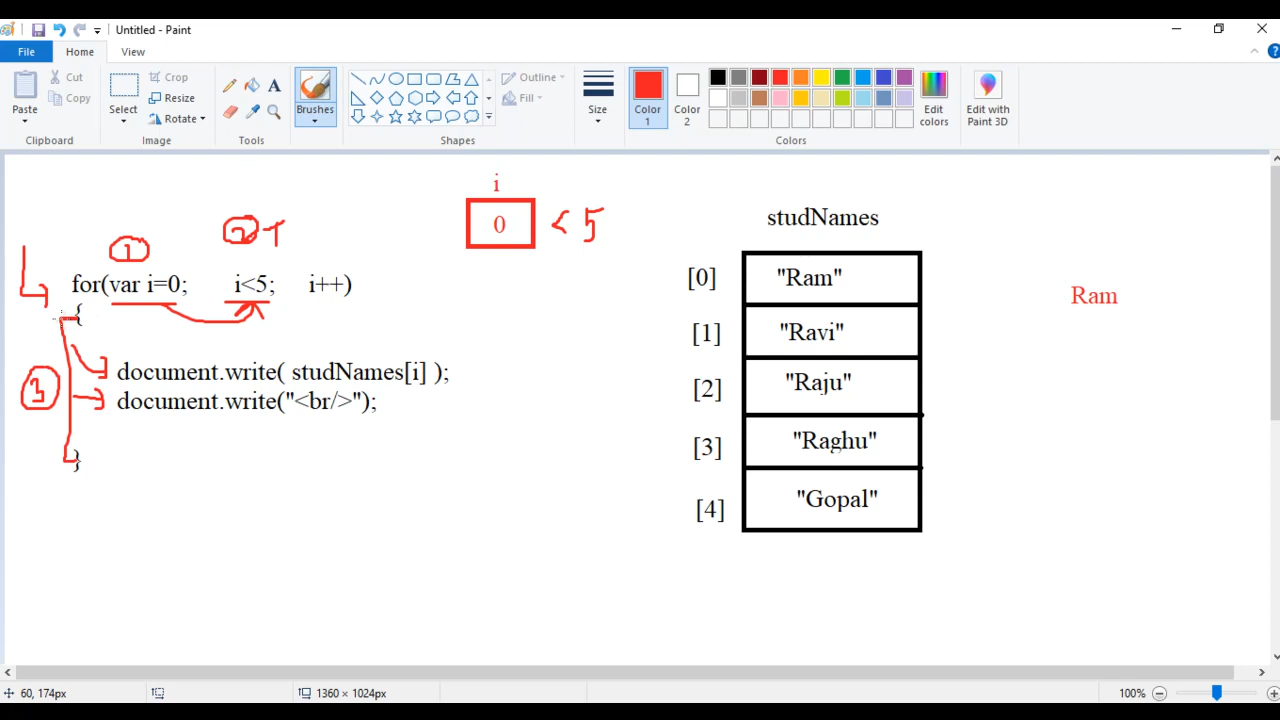 Untitled - Paint
File Home View
Paste
Cut
Copy
Clipboard
Select
Crop
Resize
Rotate
Image
Tools
Brushes
Shapes
Outline
Fill
Size
Color 1
Color 2
Edit colors
Edit with Paint 3D
Colors
i
0 < 5
1
2 T
for(var i=0; i<5; i++)
{
3
document.write( studNames[i] );
document.write("<br/>");
}
studNames
[0] "Ram"
[1] "Ravi"
[2] "Raju"
[3] "Raghu"
[4] "Gopal"
Ram
60, 174px
1360 × 1024px
100%